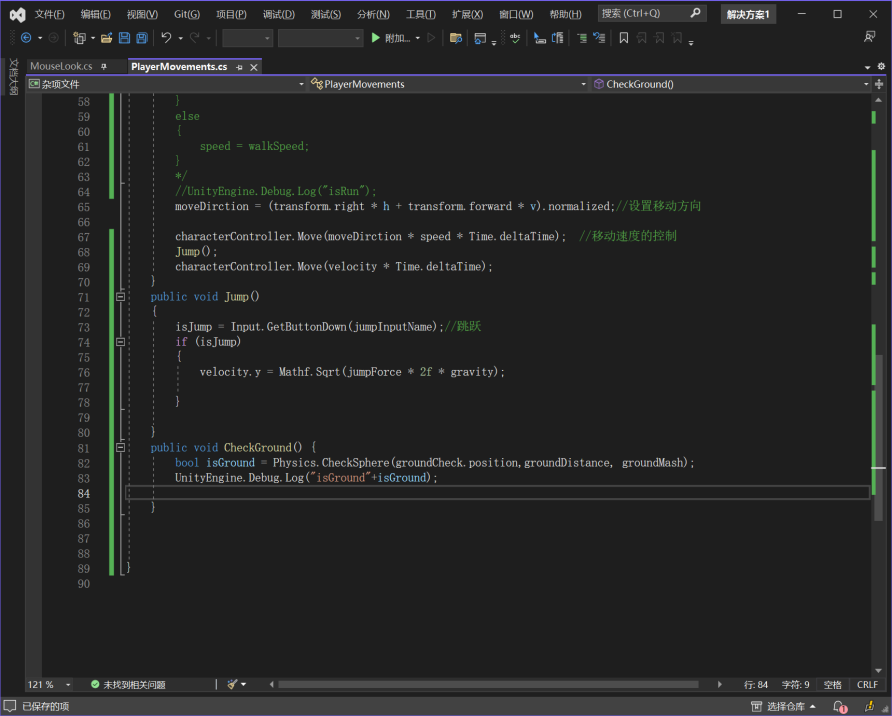 文件(F) 编辑(E) 视图(V) Git(G) 项目(P) 调试(D) 测试(S) 分析(N) 工具(T) 扩展(X) 窗口(W) 帮助(H) 搜索 (Ctrl+Q) 解决方案1
附加...
文档大纲
MouseLook.cs PlayerMovements.cs
杂项文件 PlayerMovements CheckGround()
58 }
59 else
60 {
61 speed = walkSpeed;
62 }
63 */
64 //UnityEngine.Debug.Log("isRun");
65 moveDirction = (transform.right * h + transform.forward * v).normalized;//设置移动方向
66
67 characterController.Move(moveDirction * speed * Time.deltaTime); //移动速度的控制
68 Jump();
69 characterController.Move(velocity * Time.deltaTime);
70 }
71 public void Jump()
72 {
73 isJump = Input.GetButtonDown(jumpInputName);//跳跃
74 if (isJump)
75 {
76 velocity.y = Mathf.Sqrt(jumpForce * 2f * gravity);
77
78 }
79
80 }
81 public void CheckGround() {
82 bool isGround = Physics.CheckSphere(groundCheck.position,groundDistance, groundMash);
83 UnityEngine.Debug.Log("isGround"+isGround);
84
85 }
86
87
88
89 }
90
121 % 未找到相关问题 行: 84 字符: 9 空格 CRLF
已保存的项 选择仓库 1